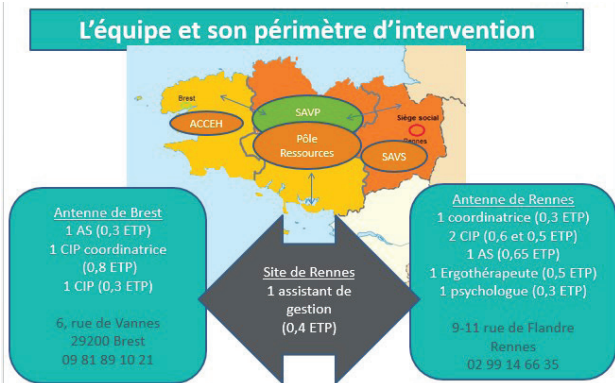 L'équipe et son périmètre d'intervention
Brest
SAVP
ACCEH
Siège social
Rennes
Pôle
Ressources
SAVS
Antenne de Brest
1 AS (0,3 ETP)
1 CIP coordinatrice
(0,8 ETP)
1 CIP (0,3 ETP)
6, rue de Vannes
29200 Brest
09 81 89 10 21
Site de Rennes
1 assistant de
gestion
(0,4 ETP)
Antenne de Rennes
1 coordinatrice (0,3 ETP)
2 CIP (0,6 et 0,5 ETP)
1 AS (0,65 ETP)
1 Ergothérapeute (0,5 ETP)
1 psychologue (0,3 ETP)
9-11 rue de Flandre
Rennes
02 99 14 66 35